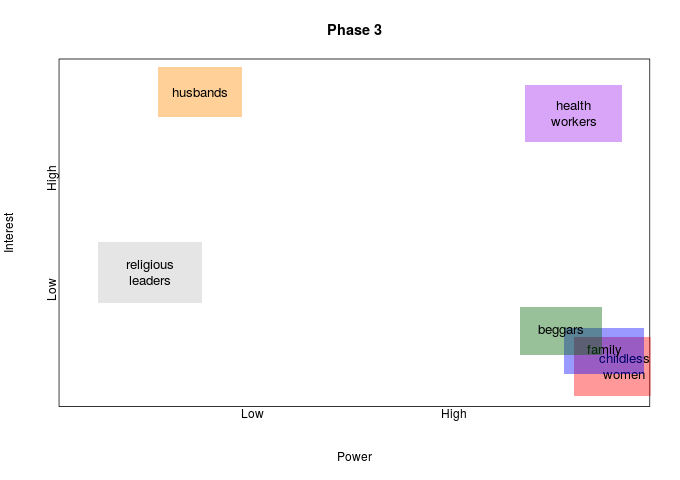 Phase 3
husbands
health
workers
High
Interest
religious
leaders
Low
beggars
family
childless
women
Low
High
Power